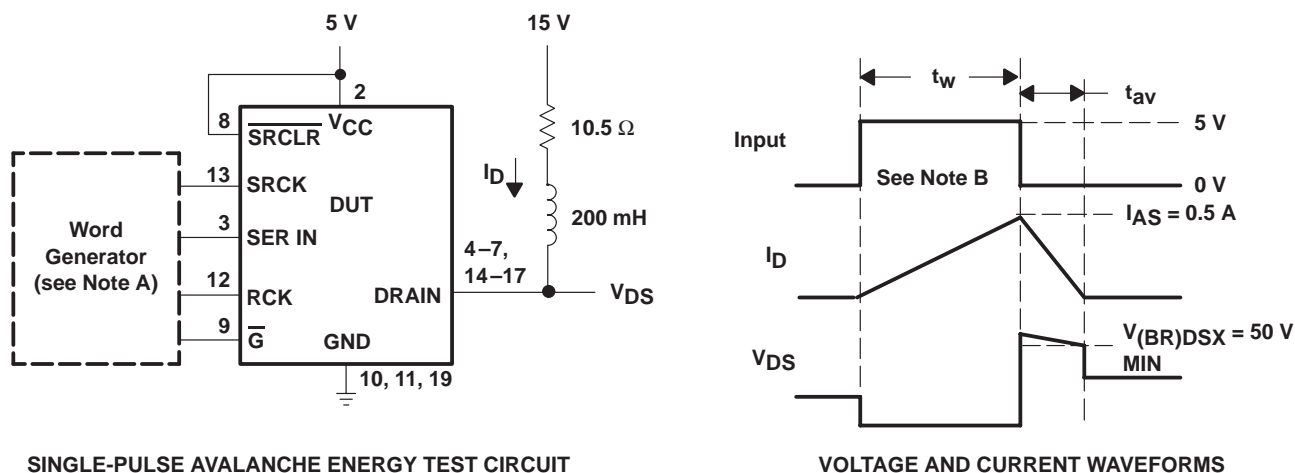 5 V
15 V
2
VCC
8
SRCLR
10.5 Ω
ID
13
SRCK
DUT
200 mH
Word
Generator
(see Note A)
3
SER IN
4–7,
14–17
12
RCK
DRAIN
VDS
9
G
GND
10, 11, 19
SINGLE-PULSE AVALANCHE ENERGY TEST CIRCUIT
tw
tav
Input
See Note B
5 V
0 V
IAS = 0.5 A
ID
V(BR)DSX = 50 V
MIN
VDS
VOLTAGE AND CURRENT WAVEFORMS